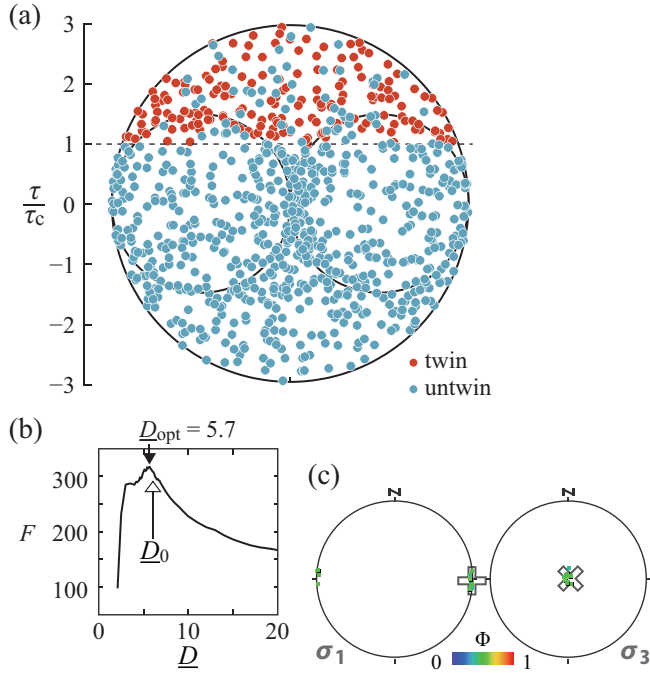 (a)
3
2
1
τ/τc
0
−1
−2
−3
twin
untwin
(b)
Dopt = 5.7
300
F
200
D0
100
0 10 20
D
(c)
N N
σ1
Φ
0 1
σ3